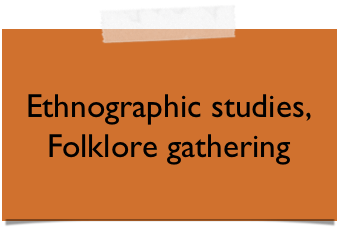 Ethnographic studies,
Folklore gathering